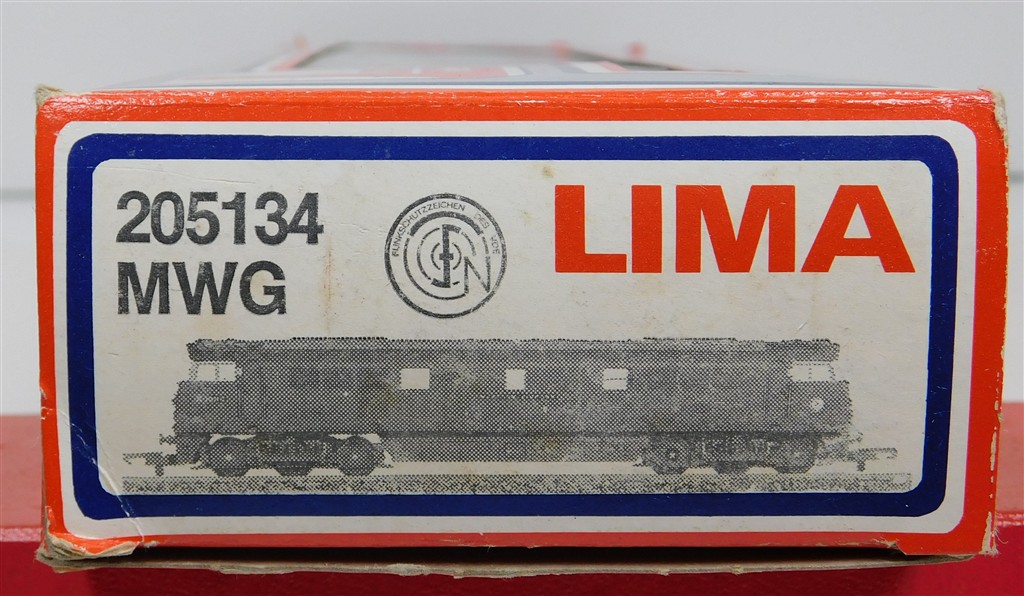 205134
MWG
FUNKSCHUTZZEICHEN DES VDE
LIMA